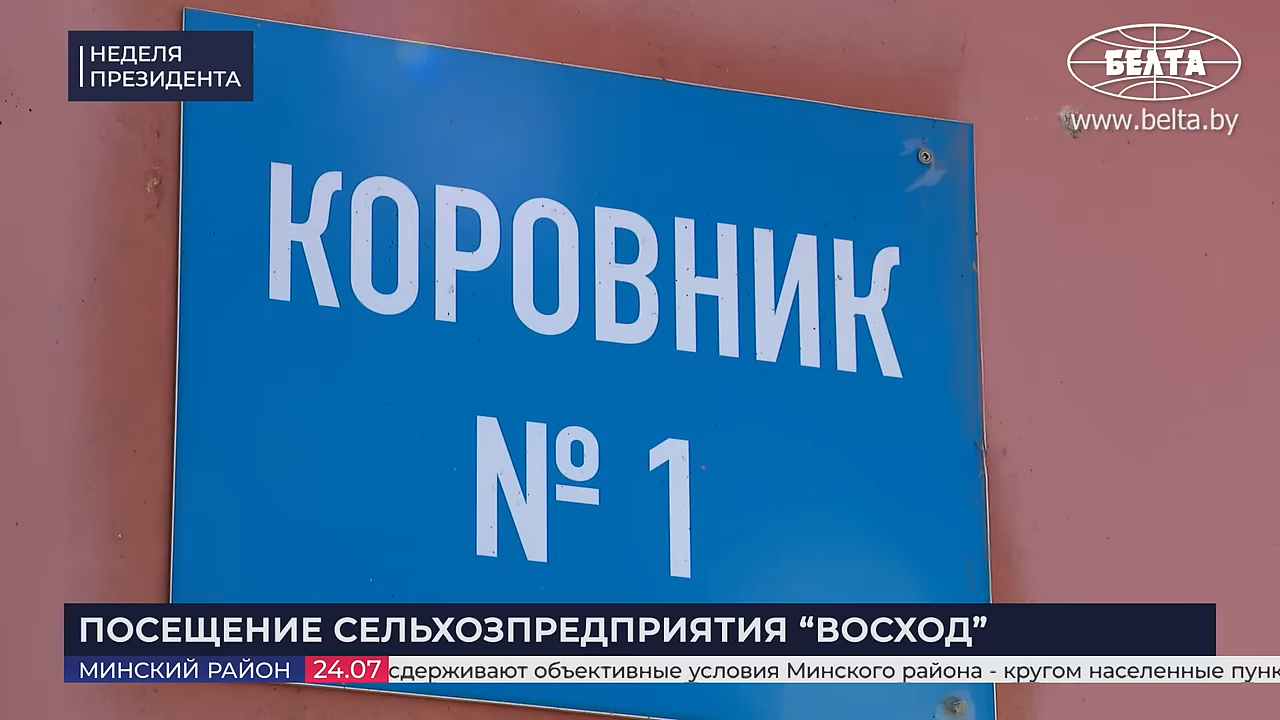 НЕДЕЛЯ
ПРЕЗИДЕНТА
БЕЛТА
www.belta.by
КОРОВНИК
№ 1
ПОСЕЩЕНИЕ СЕЛЬХОЗПРЕДПРИЯТИЯ “ВОСХОД”
МИНСКИЙ РАЙОН 24.07 сдерживают объективные условия Минского района - кругом населенные